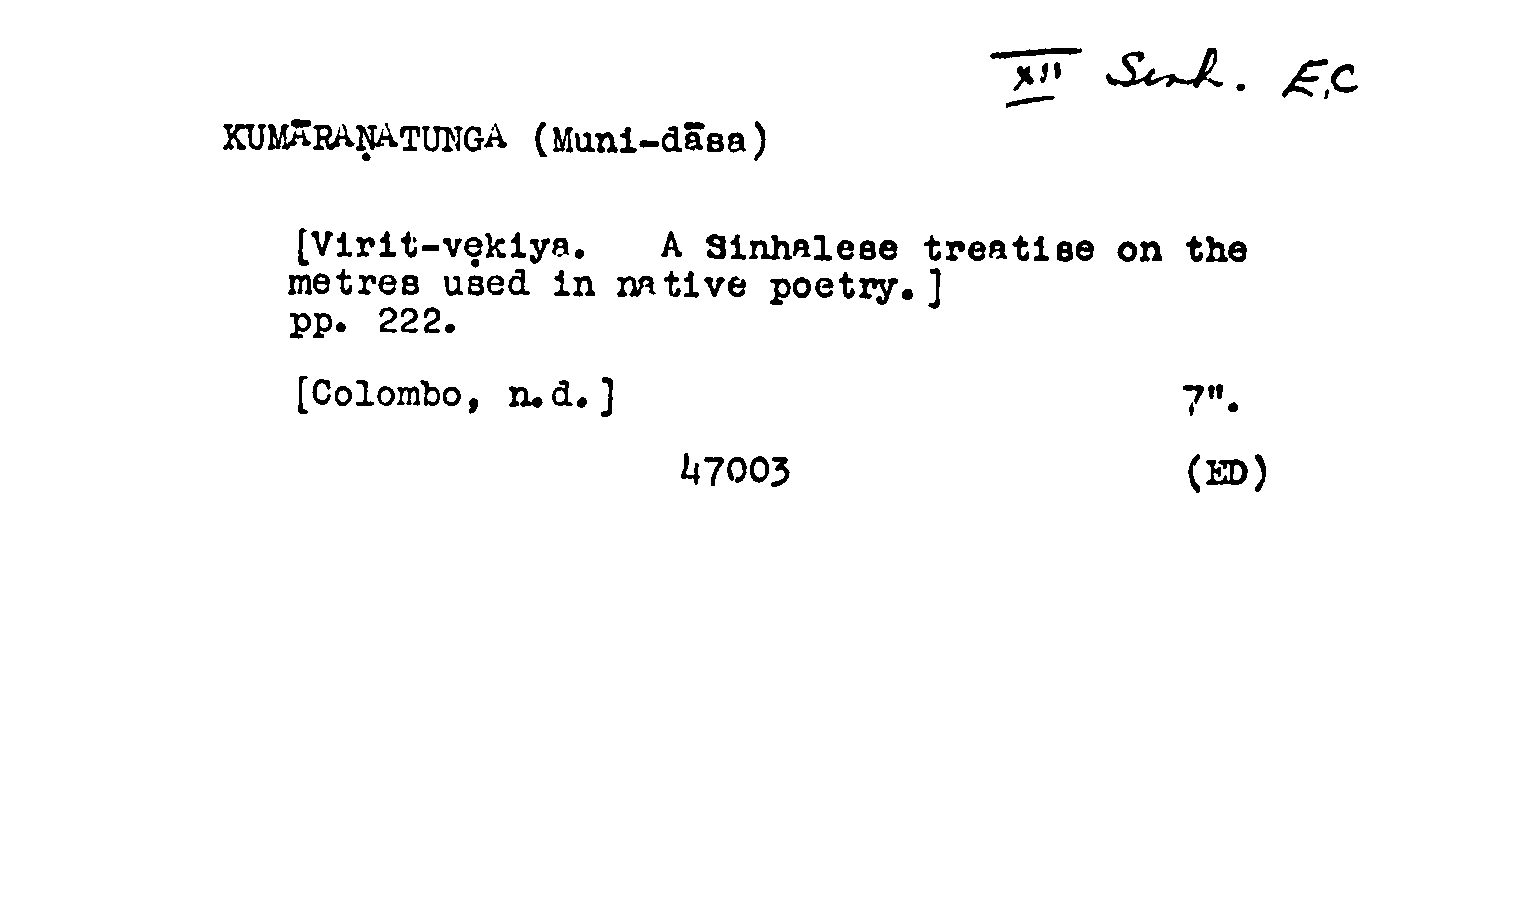 XII Sinh. E.C
KUMĀRAṆATUNGA (Muni-dāsa)
[Virit-vẹkiya. A Sinhalese treatise on the
metres used in native poetry.]
pp. 222.
[Colombo, n.d.] 7".
47003 (ED)